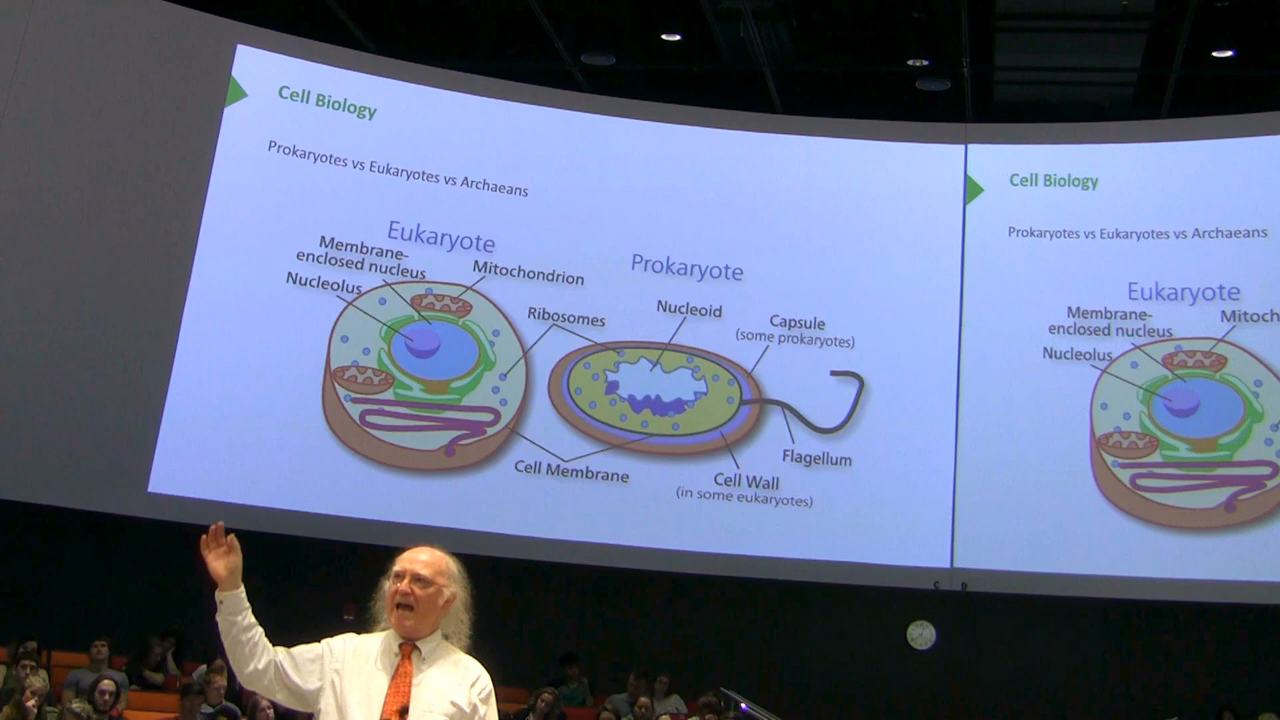 Cell Biology
Prokaryotes vs Eukaryotes vs Archaeans
Eukaryote
Membrane-
enclosed nucleus
Mitochondrion
Nucleolus
Ribosomes
Prokaryote
Nucleoid
Capsule
(some prokaryotes)
Cell Membrane
Cell Wall
(in some eukaryotes)
Flagellum
Cell Biology
Prokaryotes vs Eukaryotes vs Archaeans
Eukaryote
Membrane-
enclosed nucleus
Mitoch
Nucleolus
C D